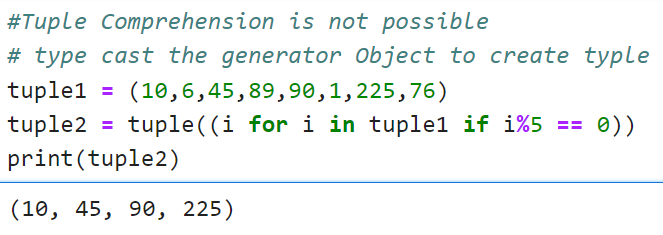 #Tuple Comprehension is not possible
# type cast the generator Object to create typle
tuple1 = (10,6,45,89,90,1,225,76)
tuple2 = tuple((i for i in tuple1 if i%5 == 0))
print(tuple2)
(10, 45, 90, 225)